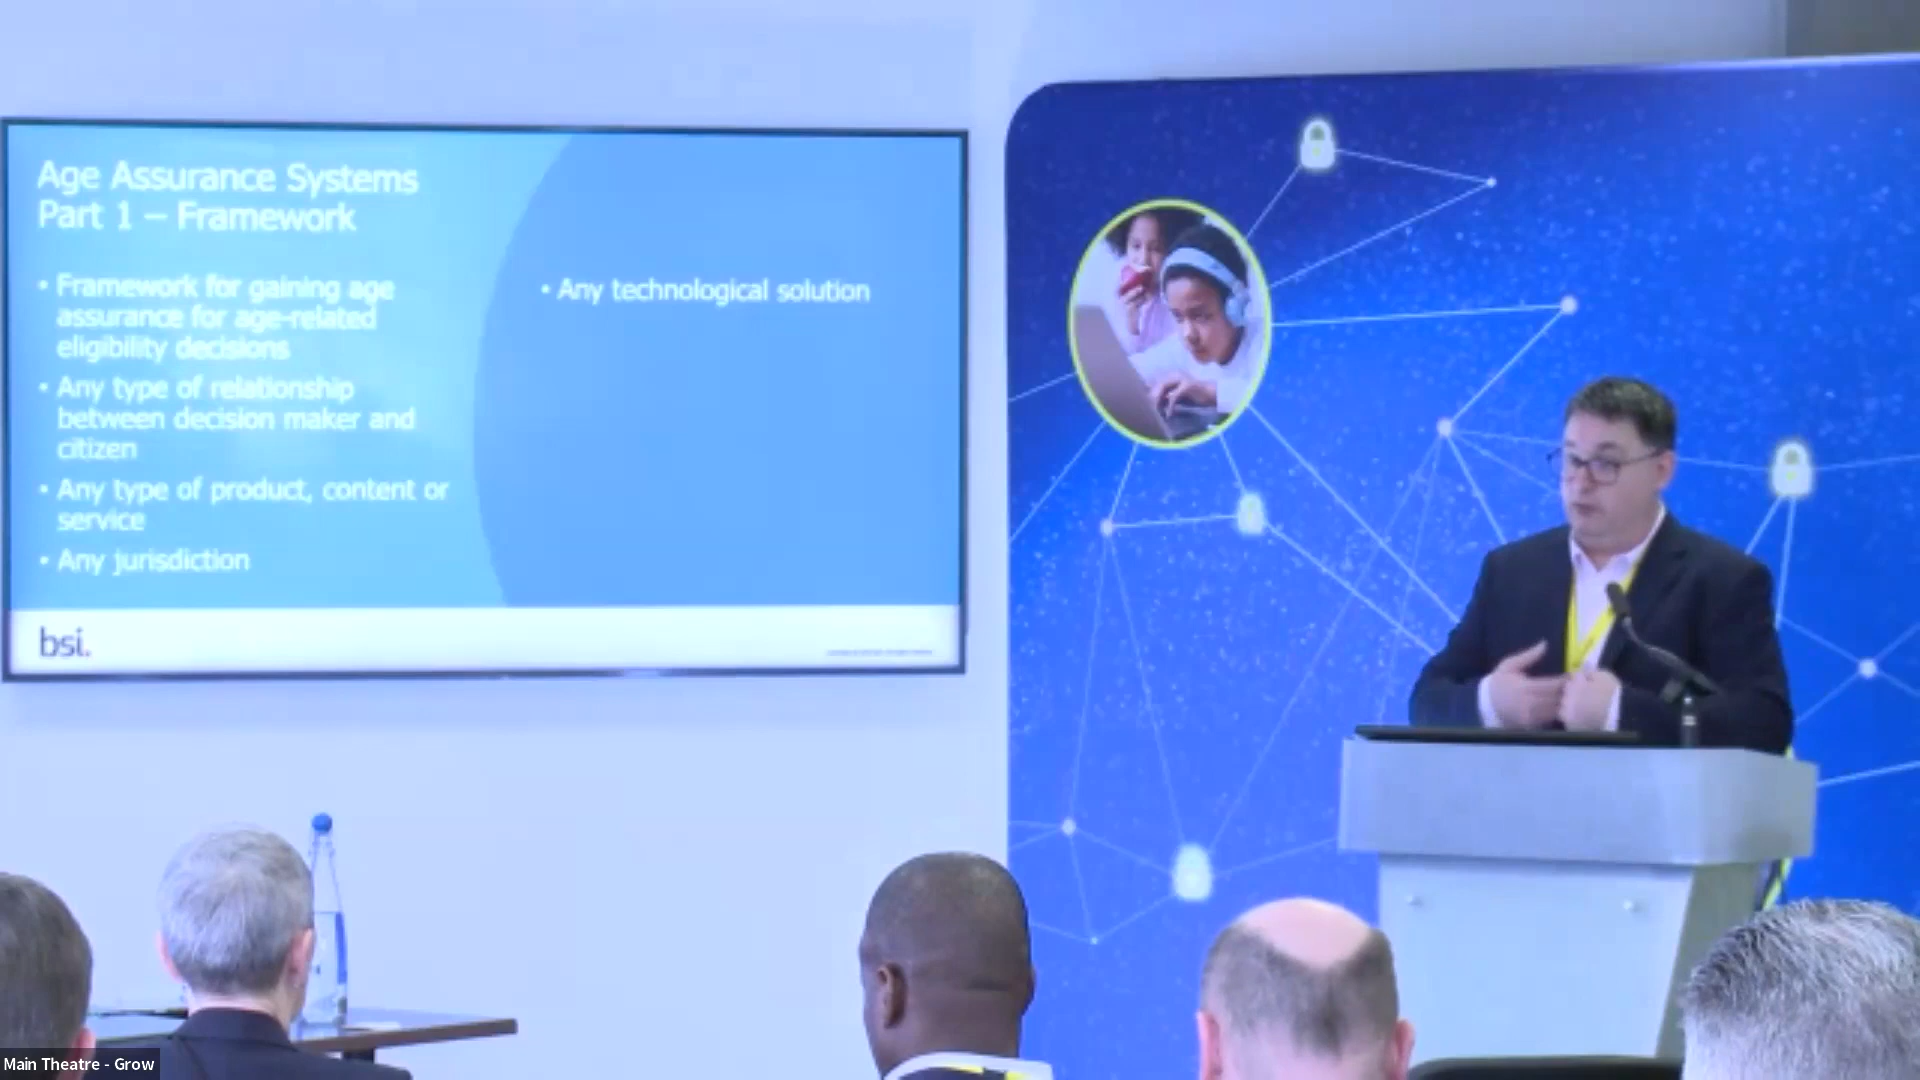 Age Assurance Systems
Part 1 – Framework
• Framework for gaining age
assurance for age-related
eligibility decisions
• Any type of relationship
between decision maker and
citizen
• Any type of product, content or
service
• Any jurisdiction
• Any technological solution
bsi.
Main Theatre - Grow